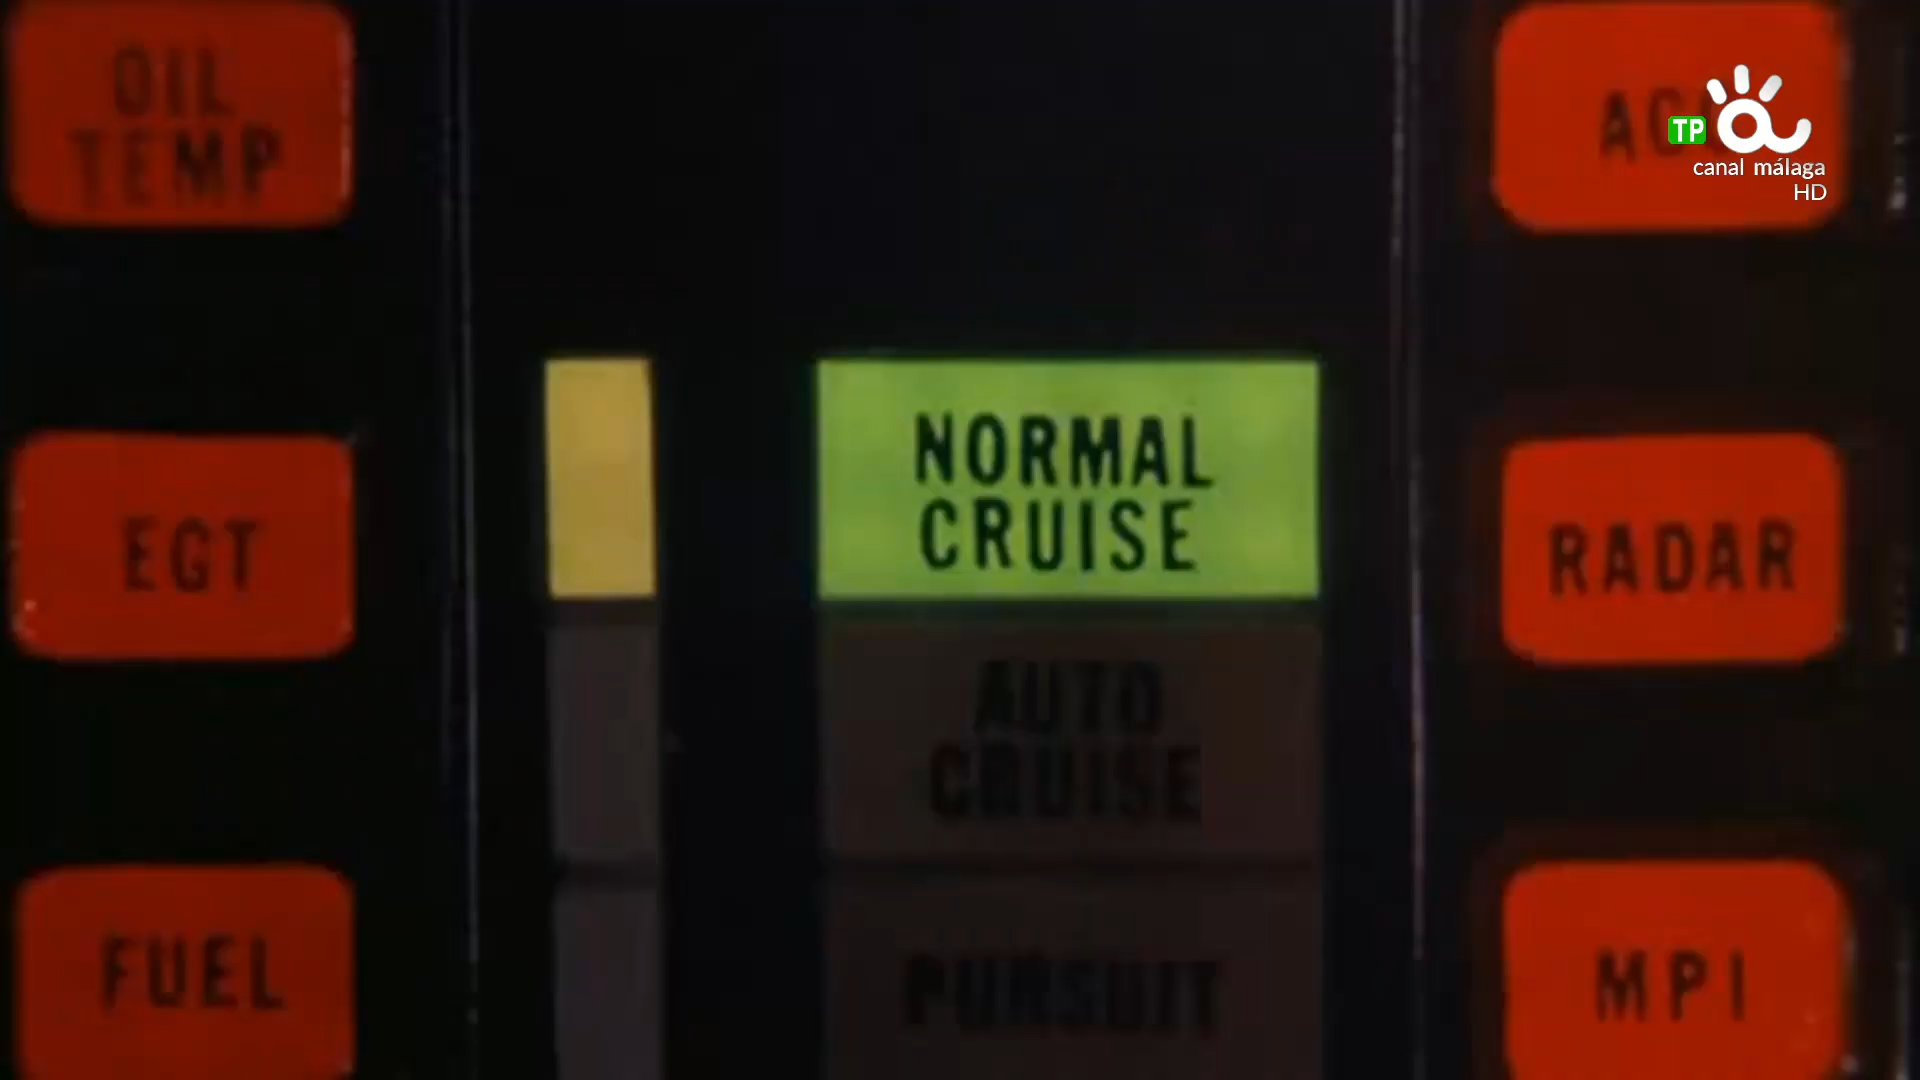 OIL
TEMP
TP
canal málaga
HD
EGT
NORMAL
CRUISE
RADAR
AUTO
CRUISE
FUEL
PURSUIT
MPI